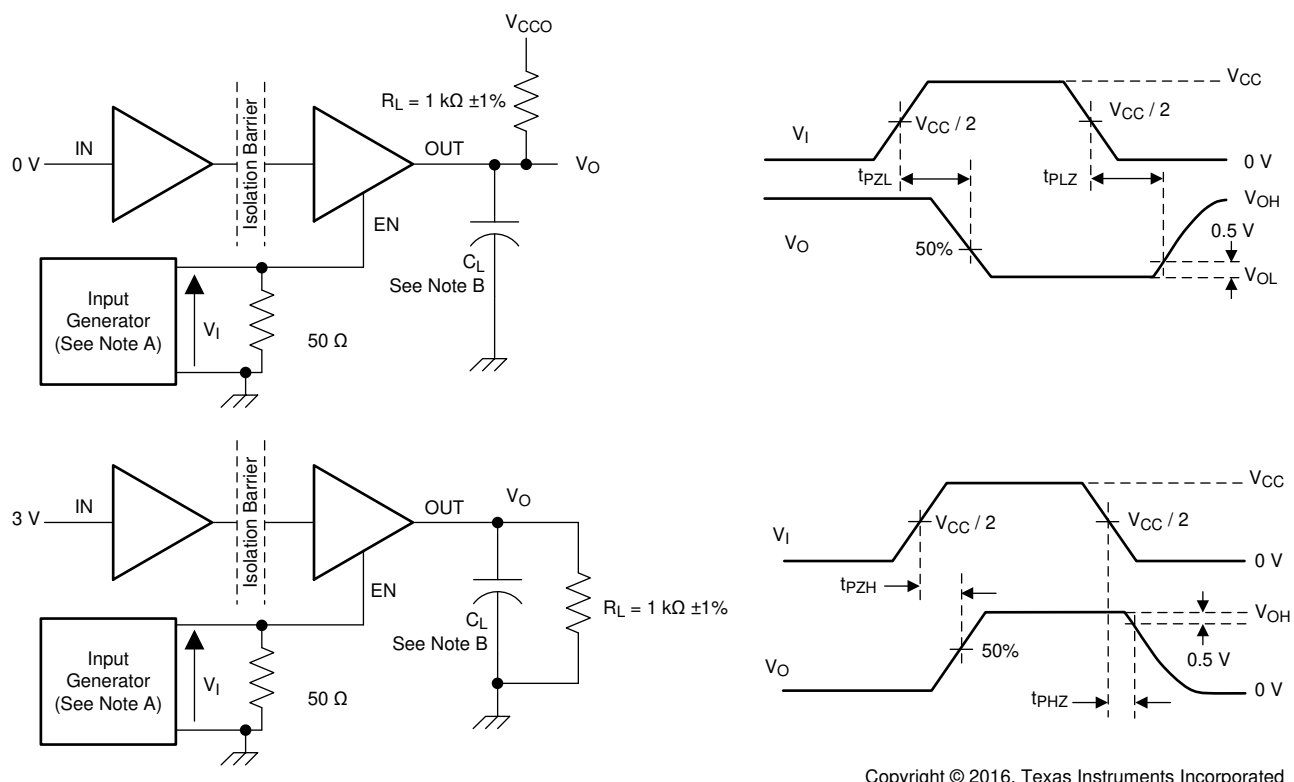 VCCO
RL = 1 kΩ ±1%
0 V
IN
Isolation Barrier
OUT
VO
EN
CL
See Note B
Input
Generator
(See Note A)
VI
50 Ω
VCC
VI
VCC / 2
VCC / 2
0 V
tPZL
tPLZ
VOH
0.5 V
VO
50%
VOL
3 V
IN
Isolation Barrier
OUT
VO
EN
CL
See Note B
RL = 1 kΩ ±1%
Input
Generator
(See Note A)
VI
50 Ω
VCC
VI
VCC / 2
VCC / 2
0 V
tPZH
VOH
0.5 V
VO
50%
tPHZ
0 V
Copyright © 2016, Texas Instruments Incorporated